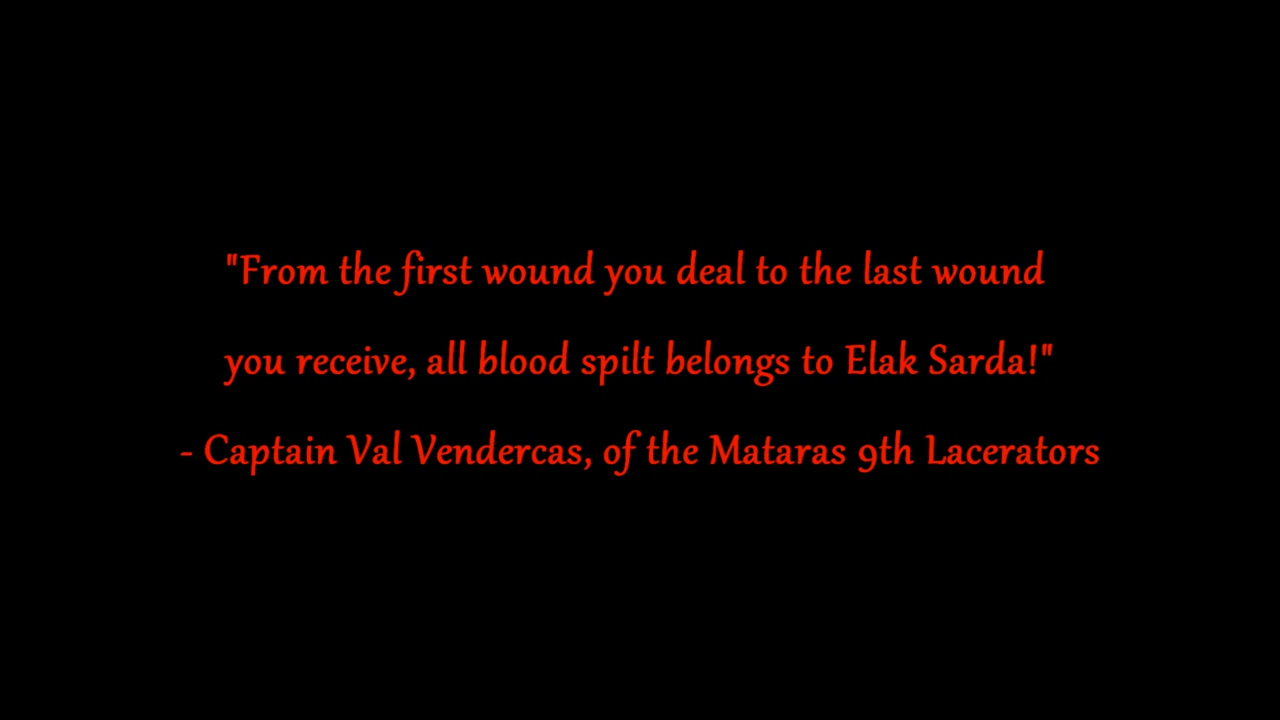 "From the first wound you deal to the last wound
you receive, all blood spilt belongs to Elak Sarda!"
- Captain Val Vendercas, of the Mataras 9th Lacerators